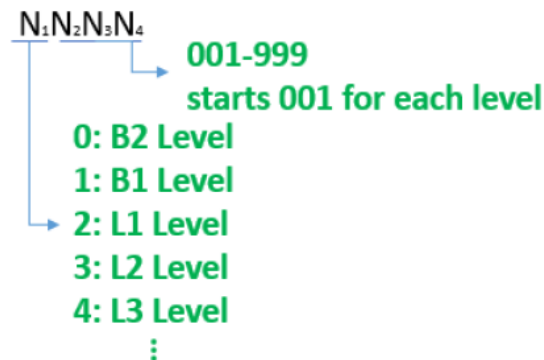 N₁N₂N₃N₄
001-999
starts 001 for each level
0: B2 Level
1: B1 Level
2: L1 Level
3: L2 Level
4: L3 Level
⋮